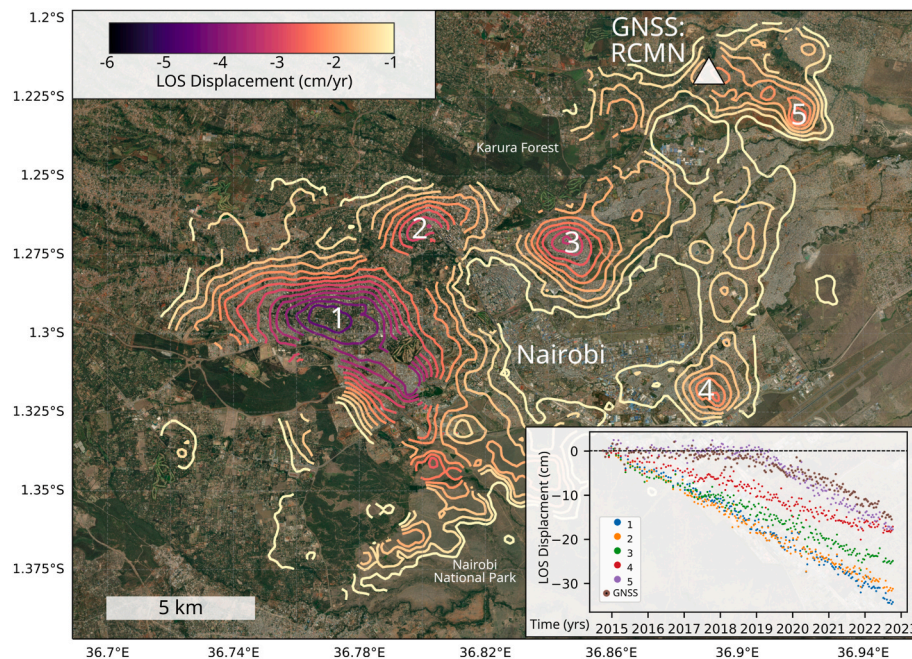 1.2°S
1.225°S
1.25°S
1.275°S
1.3°S
1.325°S
1.35°S
1.375°S
-6 -5 -4 -3 -2 -1
LOS Displacement (cm/yr)
GNSS:
RCMN
5
Karura Forest
2
3
1
Nairobi
4
Nairobi
National Park
5 km
LOS Displacment (cm)
0
−10
−20
−30
1
2
3
4
5
GNSS
Time (yrs)
2015 2016 2017 2018 2019 2020 2021 2022 2023
36.7°E 36.74°E 36.78°E 36.82°E 36.86°E 36.9°E 36.94°E